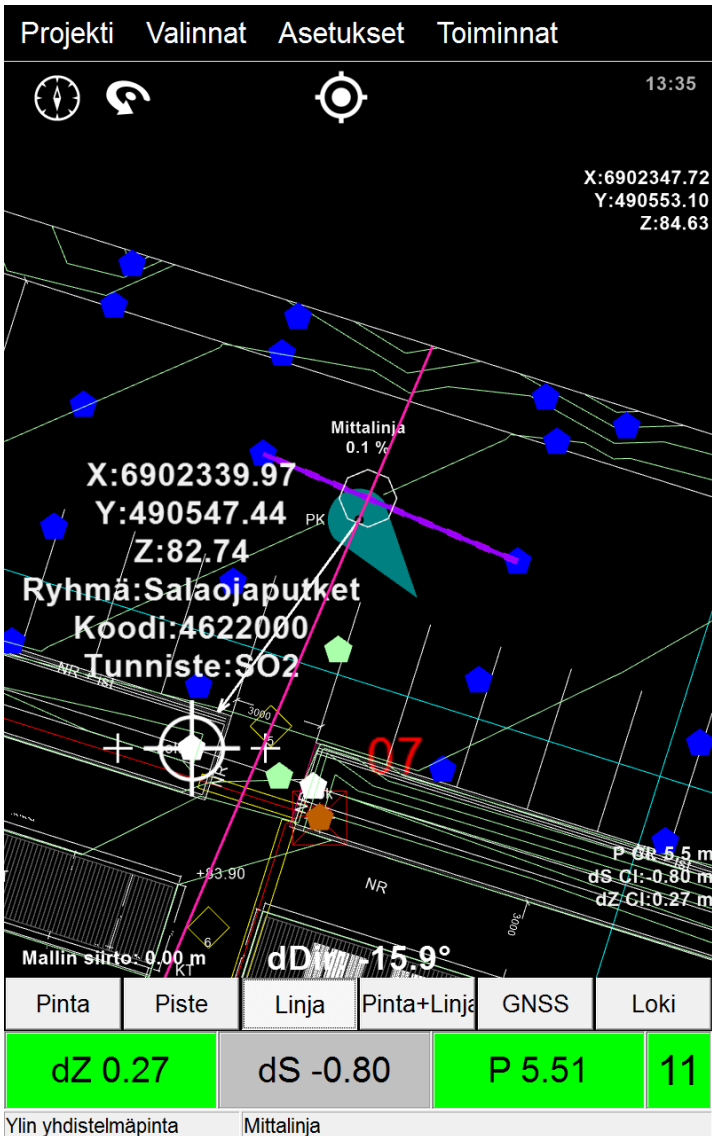 Projekti Valinnat Asetukset Toiminnat
13:35
X:6902347.72
Y:490553.10
Z:84.63
Mittalinja
0.1 %
X:6902339.97
Y:490547.44
Z:82.74
PK
Ryhmä:Salaojaputket
Koodi:4622000
Tunniste:SO2
NR
3000
5
07
+83.90
NR
3000
6
P GR 5.5 m
dS Cl:-0.80 m
dZ Cl:0.27 m
Mallin siirto: 0.00 m
KT
dDir: -15.9°
Pinta Piste Linja Pinta+Linja GNSS Loki
dZ 0.27 dS -0.80 P 5.51 11
Ylin yhdistelmäpinta Mittalinja